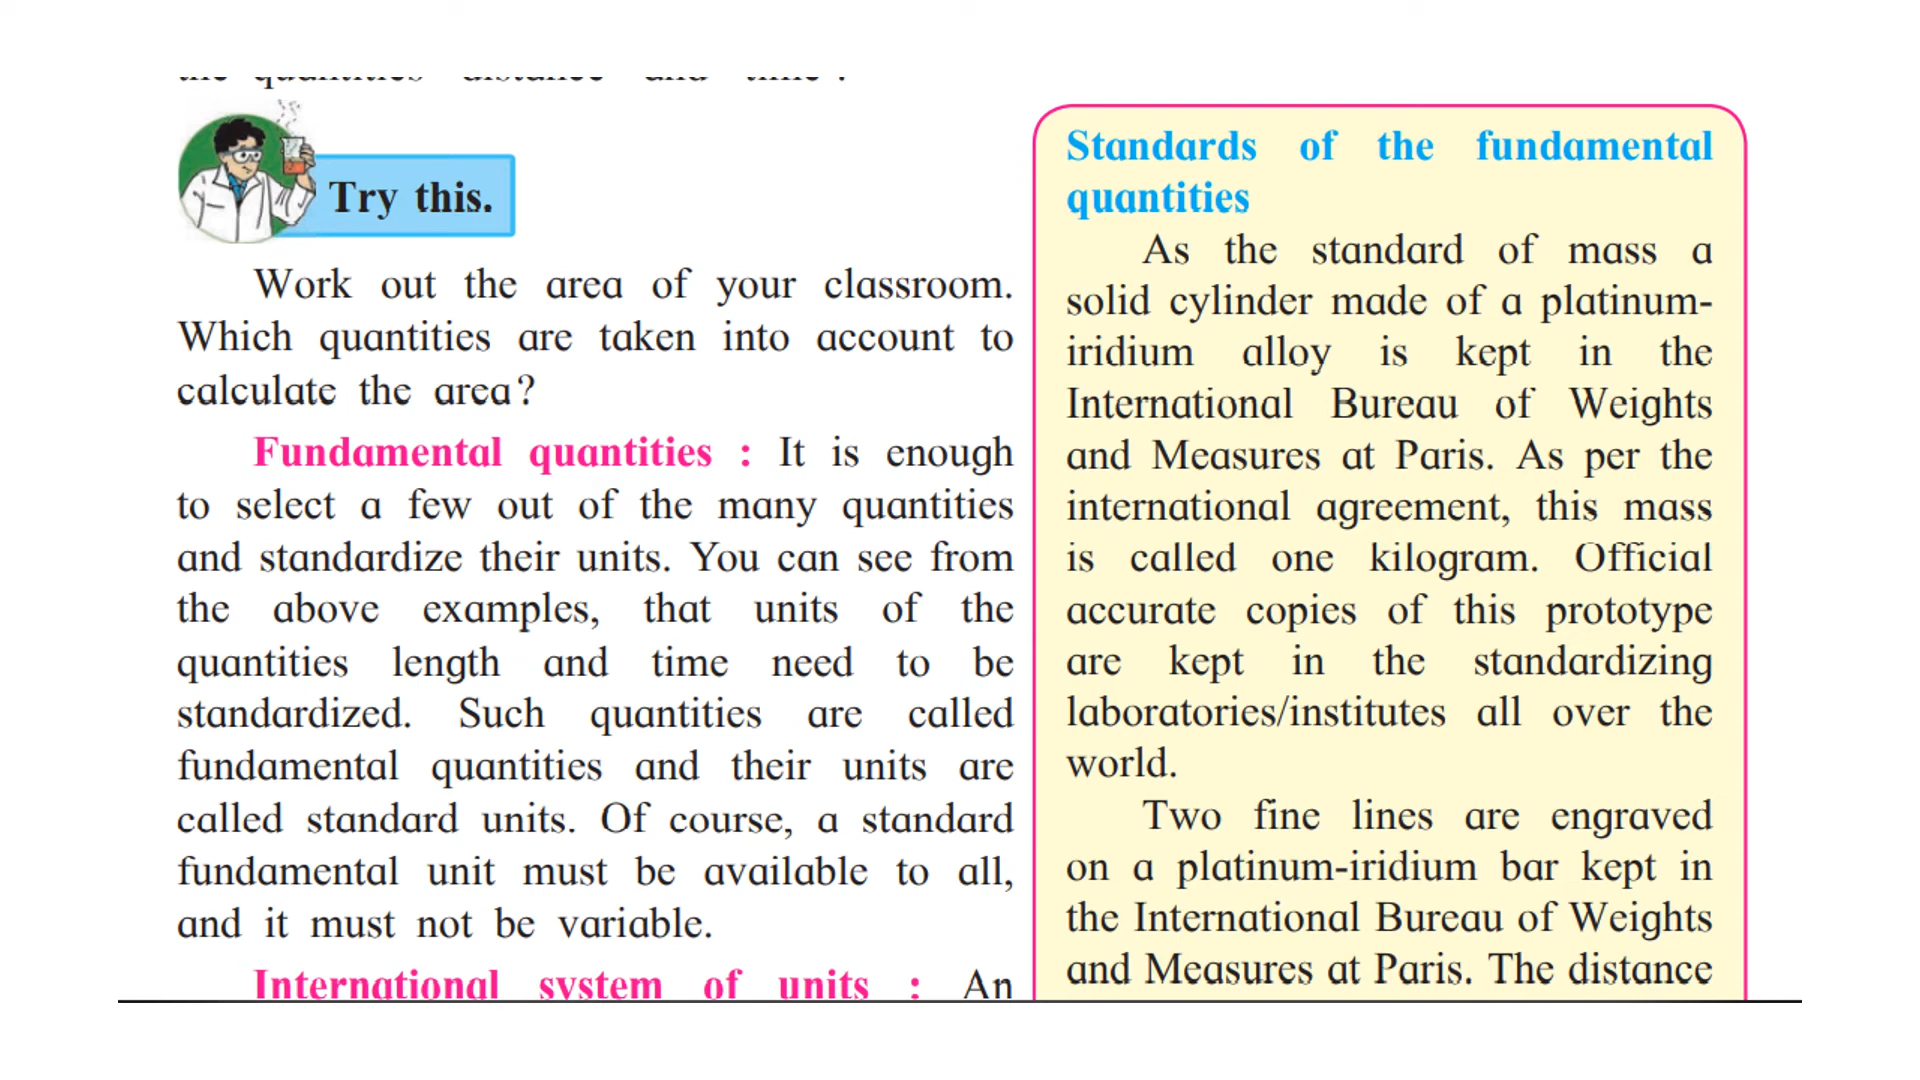 Try this.
Work out the area of your classroom.
Which quantities are taken into account to
calculate the area?
Fundamental quantities : It is enough
to select a few out of the many quantities
and standardize their units. You can see from
the above examples, that units of the
quantities length and time need to be
standardized. Such quantities are called
fundamental quantities and their units are
called standard units. Of course, a standard
fundamental unit must be available to all,
and it must not be variable.
International system of units : An
Standards of the fundamental
quantities
As the standard of mass a
solid cylinder made of a platinum-
iridium alloy is kept in the
International Bureau of Weights
and Measures at Paris. As per the
international agreement, this mass
is called one kilogram. Official
accurate copies of this prototype
are kept in the standardizing
laboratories/institutes all over the
world.
Two fine lines are engraved
on a platinum-iridium bar kept in
the International Bureau of Weights
and Measures at Paris. The distance